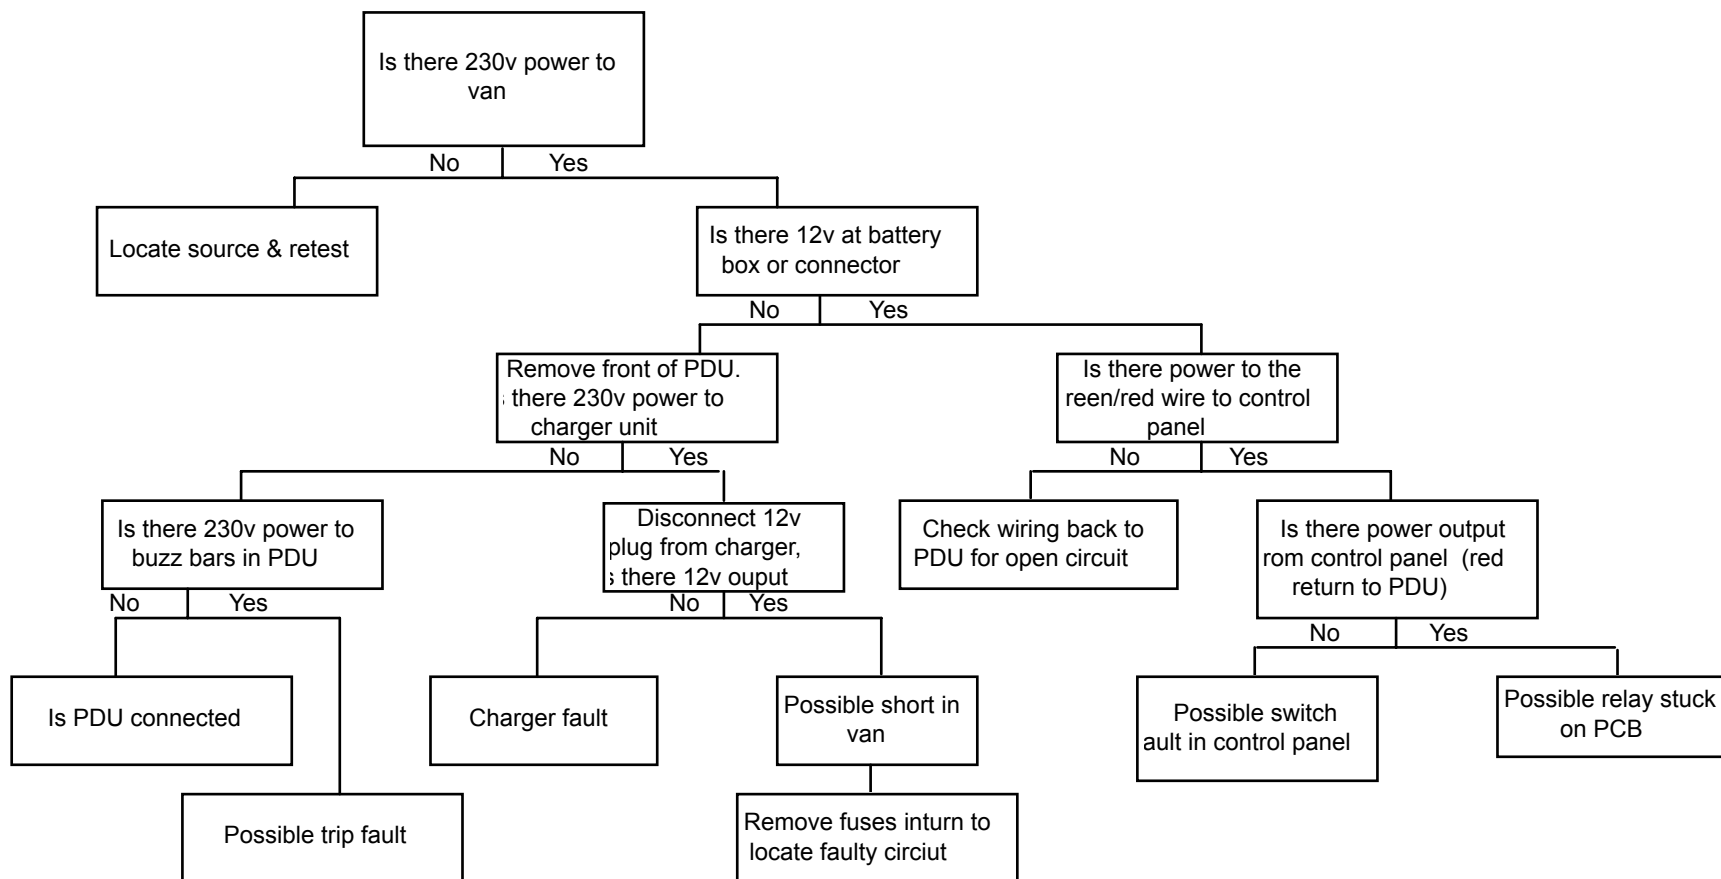 Is there 230v power to
van
No
Yes
Locate source & retest
Is there 12v at battery
box or connector
No
Yes
Remove front of PDU.
s there 230v power to
charger unit
Is there power to the
reen/red wire to control
panel
No
Yes
No
Yes
Is there 230v power to
buzz bars in PDU
Disconnect 12v
plug from charger,
s there 12v ouput
Check wiring back to
PDU for open circuit
Is there power output
rom control panel (red
return to PDU)
No
Yes
No
Yes
No
Yes
Is PDU connected
Charger fault
Possible short in
van
Possible switch
ault in control panel
Possible relay stuck
on PCB
Possible trip fault
Remove fuses inturn to
locate faulty circiut